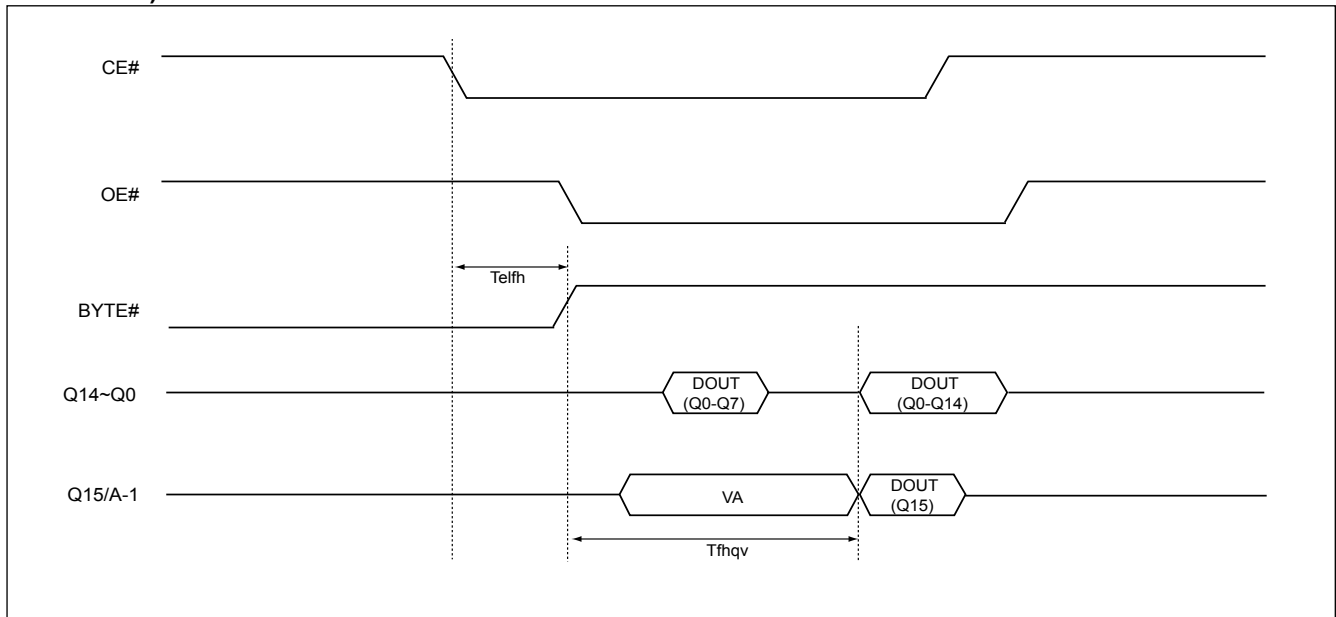 CE#
OE#
Telfh
BYTE#
Q14~Q0
DOUT
(Q0-Q7)
DOUT
(Q0-Q14)
Q15/A-1
VA
DOUT
(Q15)
Tfhqv